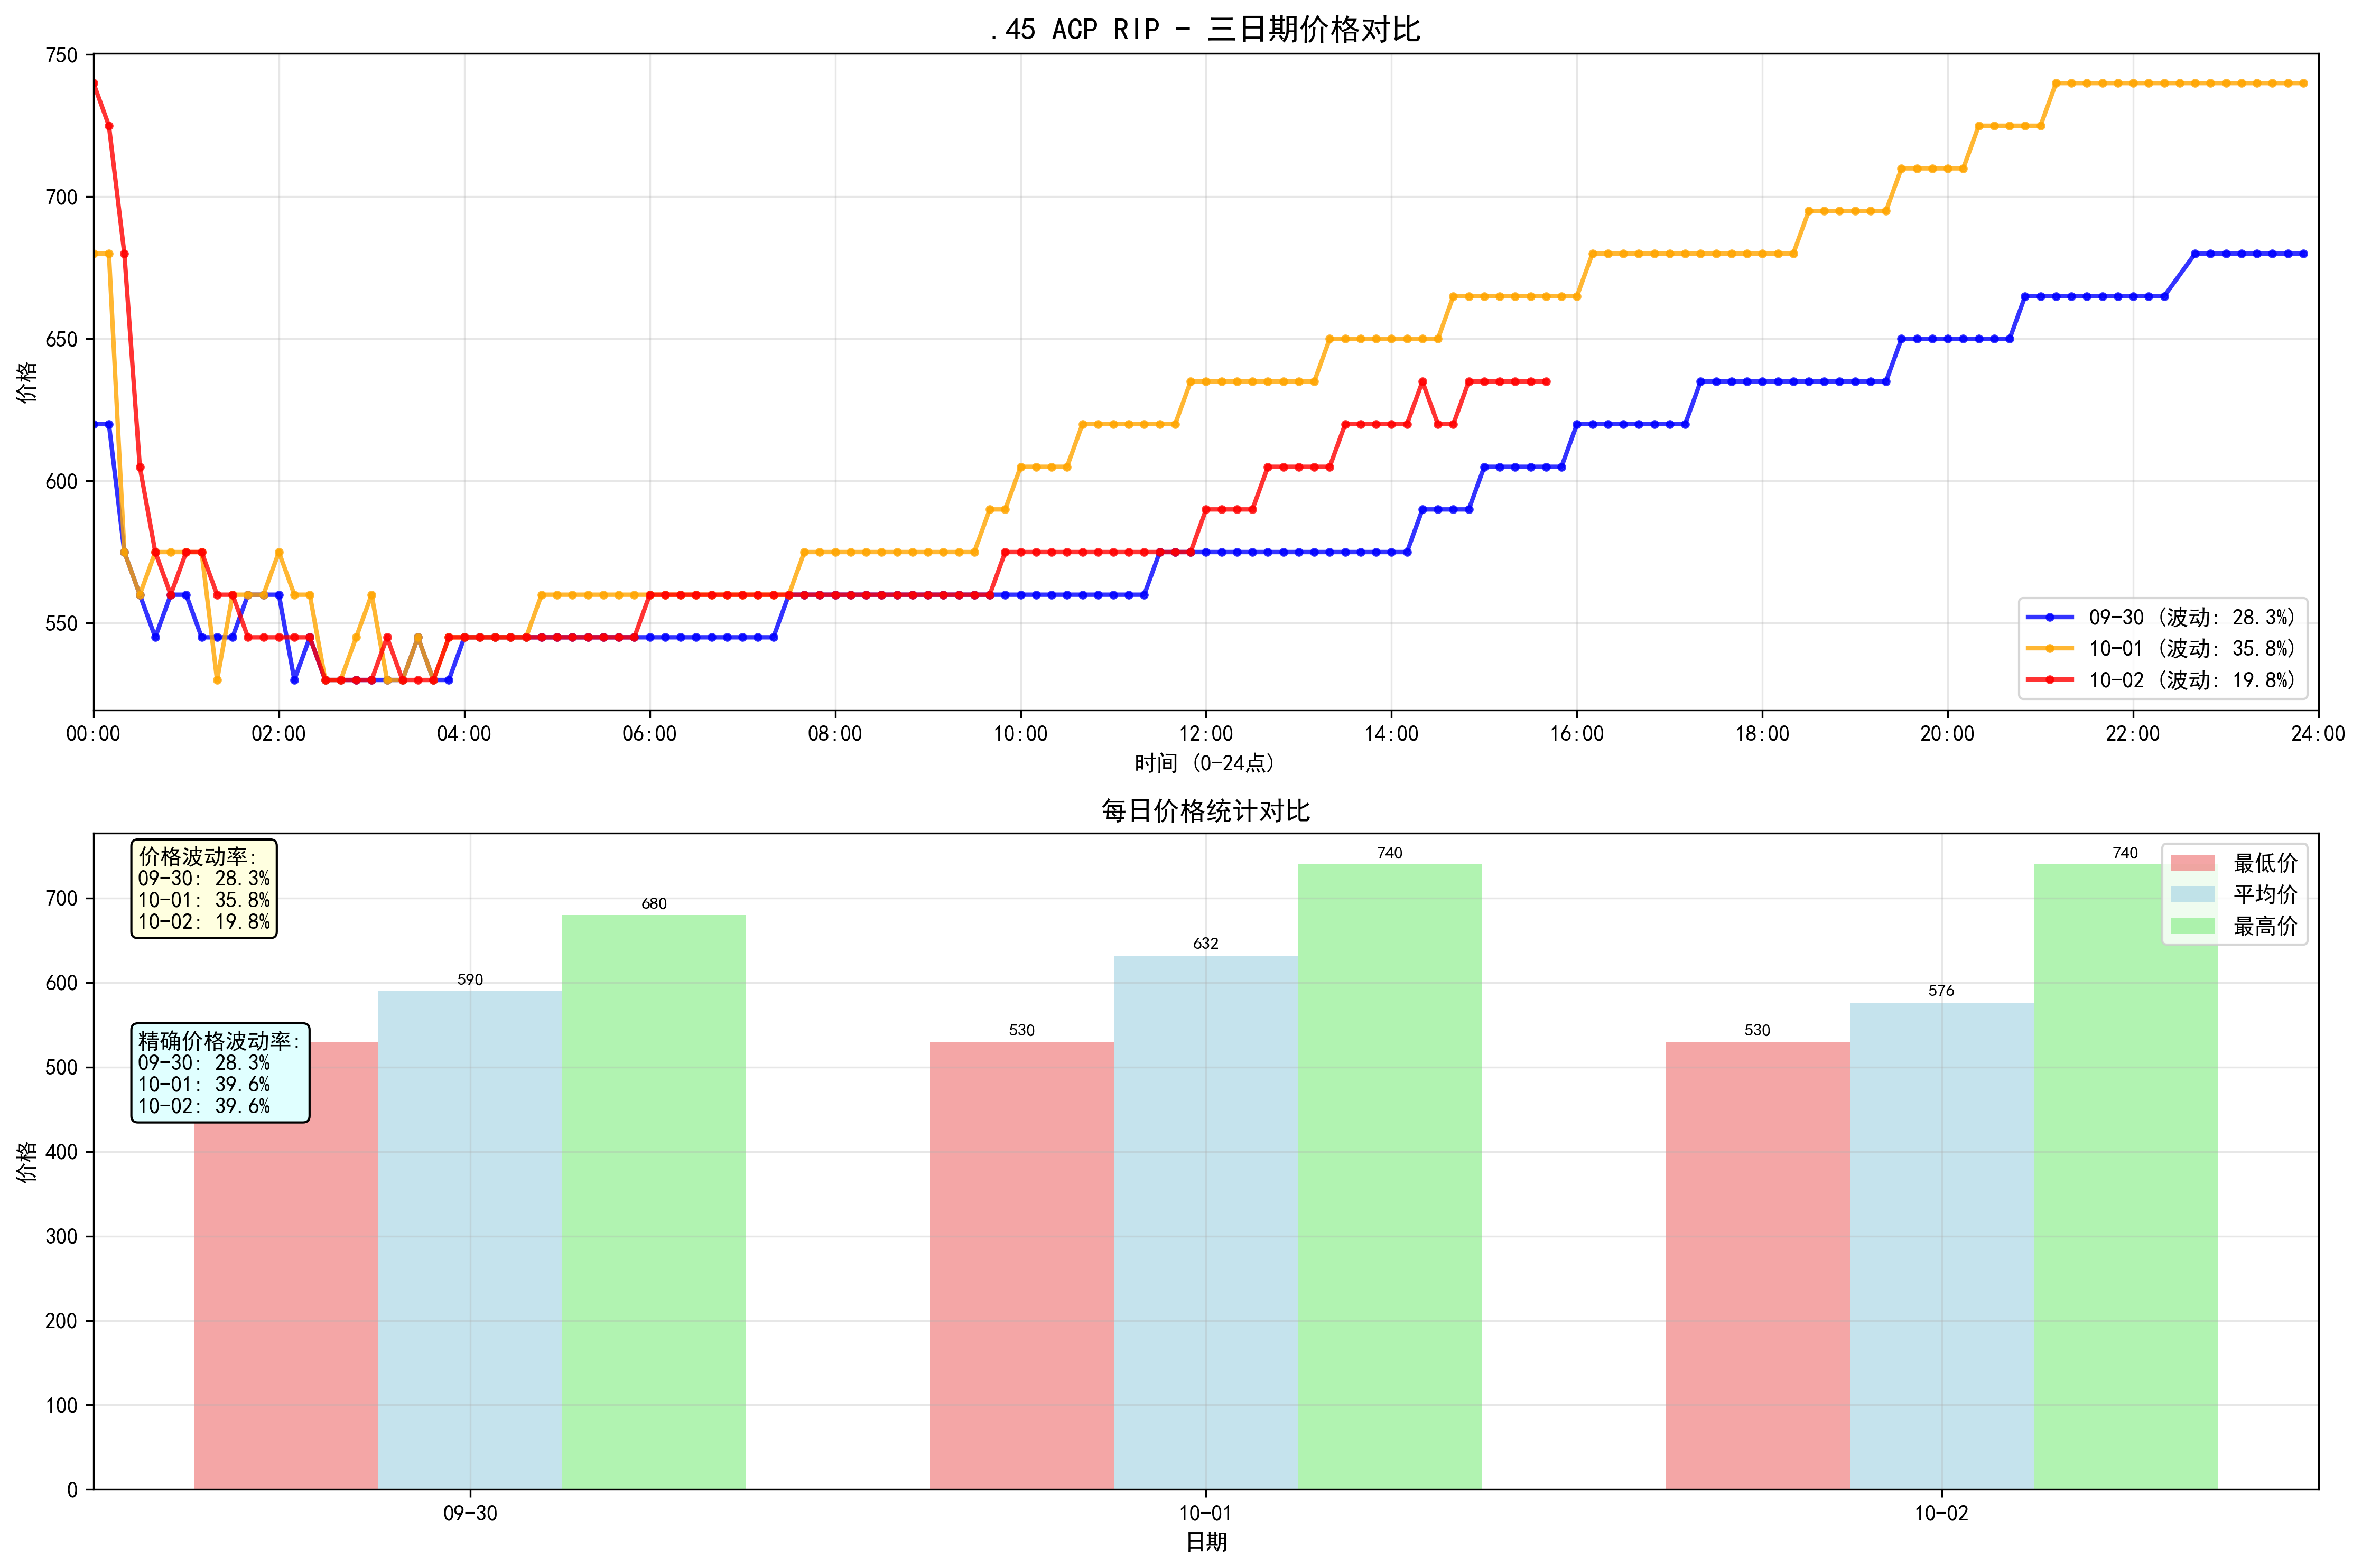 .45 ACP RIP - 三日期价格对比
价格
750
700
650
600
550
00:00 02:00 04:00 06:00 08:00 10:00 12:00 14:00 16:00 18:00 20:00 22:00 24:00
时间 (0-24点)
09-30 (波动: 28.3%)
10-01 (波动: 35.8%)
10-02 (波动: 19.8%)
每日价格统计对比
价格
700
600
500
400
300
200
100
0
价格波动率:
09-30: 28.3%
10-01: 35.8%
10-02: 19.8%
精确价格波动率:
09-30: 28.3%
10-01: 39.6%
10-02: 39.6%
590
680
530
632
740
530
576
740
最低价
平均价
最高价
09-30 10-01 10-02
日期